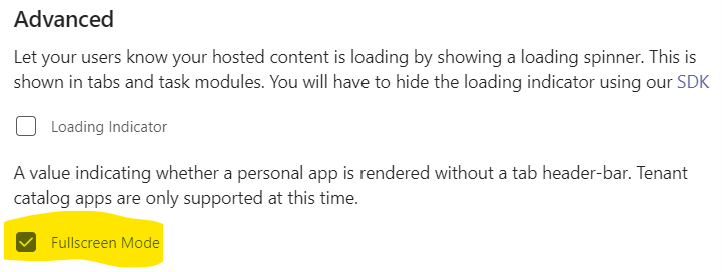 Advanced
Let your users know your hosted content is loading by showing a loading spinner. This is
shown in tabs and task modules. You will have to hide the loading indicator using our SDK
Loading Indicator
A value indicating whether a personal app is rendered without a tab header-bar. Tenant
catalog apps are only supported at this time.
Fullscreen Mode